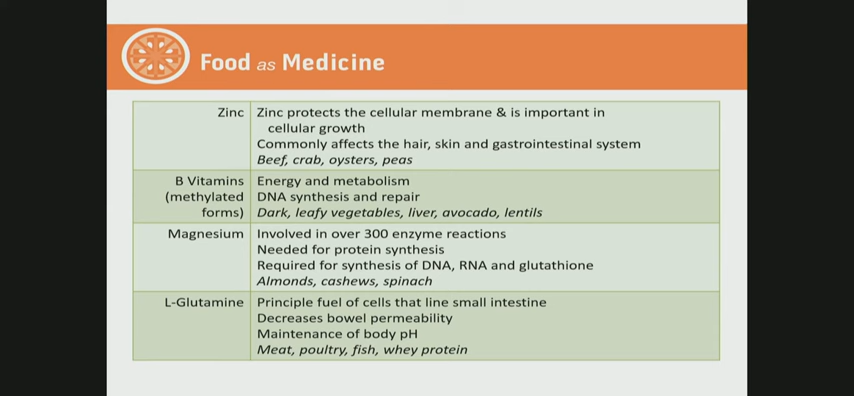 Food as Medicine
Zinc
Zinc protects the cellular membrane & is important in
cellular growth
Commonly affects the hair, skin and gastrointestinal system
Beef, crab, oysters, peas
B Vitamins
(methylated
forms)
Energy and metabolism
DNA synthesis and repair
Dark, leafy vegetables, liver, avocado, lentils
Magnesium
Involved in over 300 enzyme reactions
Needed for protein synthesis
Required for synthesis of DNA, RNA and glutathione
Almonds, cashews, spinach
L-Glutamine
Principle fuel of cells that line small intestine
Decreases bowel permeability
Maintenance of body pH
Meat, poultry, fish, whey protein